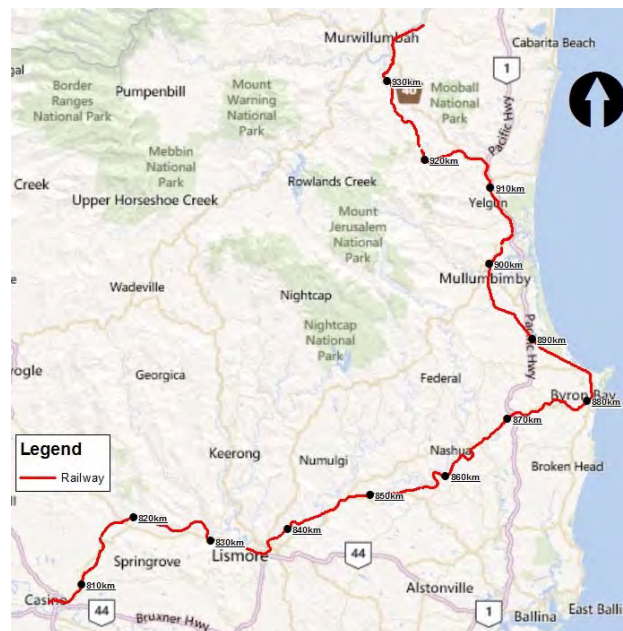 Murwillumbah
Cabarita Beach
1
930km
40
Mooball
National
Park
Border
Ranges
National Park
Pumpenbill
Mount
Warning
National
Park
Pacific Hwy
Mebbin
National
Park
920km
Creek
Upper Horseshoe Creek
Rowlands Creek
910km
Yelgun
Mount
Jerusalem
National
Park
900km
Mullumbimby
Wadeville
Nightcap
Nightcap
National
Park
890km
Pacific Hwy
ogle
Georgica
Federal
Byron Bay
880km
870km
Legend
Railway
Keerong
Numulgi
Nashua
Broken Head
860km
850km
820km
840km
830km
Lismore
Springrove
44
810km
Casino
44
Bruxner Hwy
Alstonville
1
Ballina
East Balli